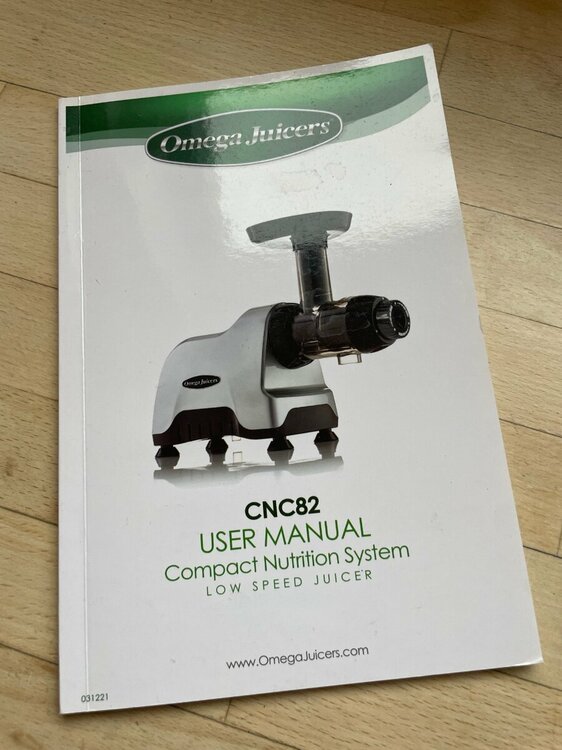 Omega Juicers
Omega Juicers
CNC82
USER MANUAL
Compact Nutrition System
LOW SPEED JUICER
www.OmegaJuicers.com
031221